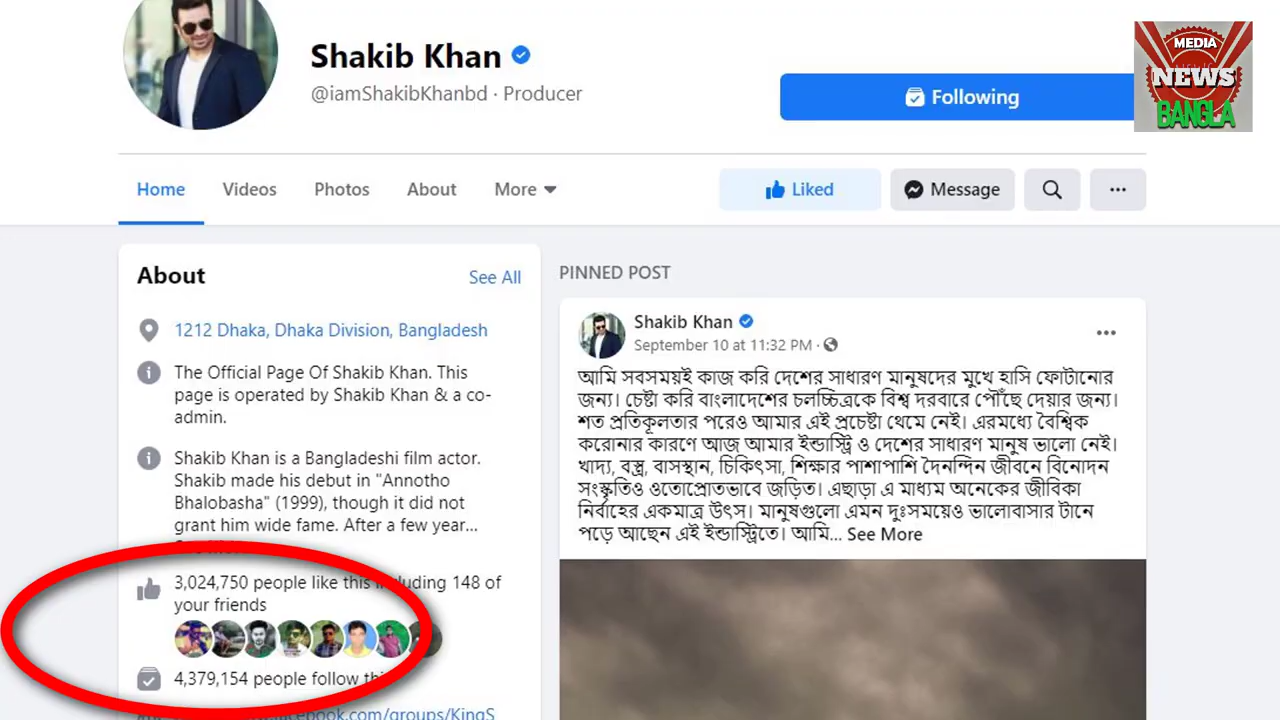 Shakib Khan
@iamShakibKhanbd · Producer
Following
MEDIA
NEWS
BANGLA
Home
Videos
Photos
About
More
Liked
Message
About
See All
1212 Dhaka, Dhaka Division, Bangladesh
The Official Page Of Shakib Khan. This
page is operated by Shakib Khan & a co-
admin.
Shakib Khan is a Bangladeshi film actor.
Shakib made his debut in "Annotho
Bhalobasha" (1999), though it did not
grant him wide fame. After a few year...
3,024,750 people like this including 148 of
your friends
4,379,154 people follow
PINNED POST
Shakib Khan
September 10 at 11:32 PM ·
আমি সবসময়ই কাজ করি দেশের সাধারণ মানুষদের মুখে হাসি ফোটানোর
জন্য। চেষ্টা করি বাংলাদেশের চলচ্চিত্রকে বিশ্ব দরবারে পৌঁছে দেয়ার জন্য।
শত প্রতিকূলতার পরেও আমার এই প্রচেষ্টা থেমে নেই। এরমধ্যে বৈশ্বিক
করোনার কারণে আজ আমার ইন্ডাস্ট্রি ও দেশের সাধারণ মানুষ ভালো নেই।
খাদ্য, বস্ত্র, বাসস্থান, চিকিৎসা, শিক্ষার পাশাপাশি দৈনন্দিন জীবনে বিনোদন
সংস্কৃতিও ওতোপ্রোতভাবে জড়িত। এছাড়া এ মাধ্যম অনেকের জীবিকা
নির্বাহের একমাত্র উৎস। মানুষগুলো এমন দুঃসময়েও ভালোবাসার টানে
পড়ে আছেন এই ইন্ডাস্ট্রিতে। আমি... See More